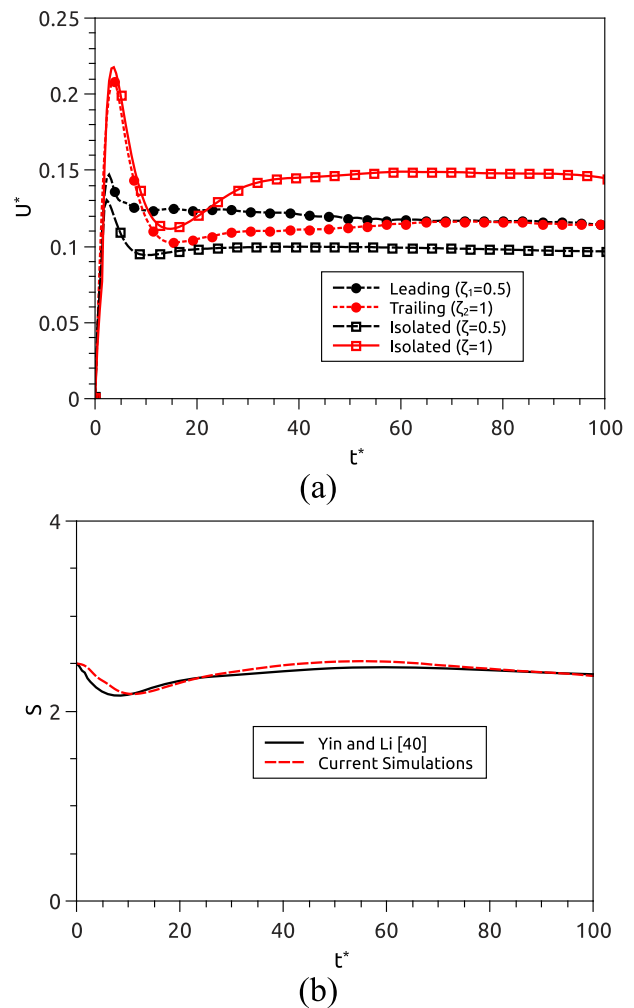 0.25
0.2
0.15
0.1
0.05
0
U*
Leading (ζ₁=0.5)
Trailing (ζ₂=1)
Isolated (ζ=0.5)
Isolated (ζ=1)
0 20 40 60 80 100
t*
(a)
4
2
0
S
Yin and Li [40]
Current Simulations
0 20 40 60 80 100
t*
(b)